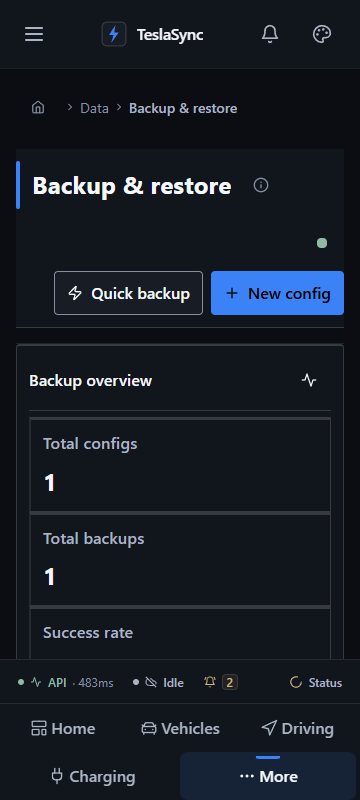 TeslaSync
Data Backup & restore
Backup & restore
Quick backup
New config
Backup overview
Total configs
1
Total backups
1
Success rate
API · 483ms Idle 2 Status
Home Vehicles Driving
Charging More